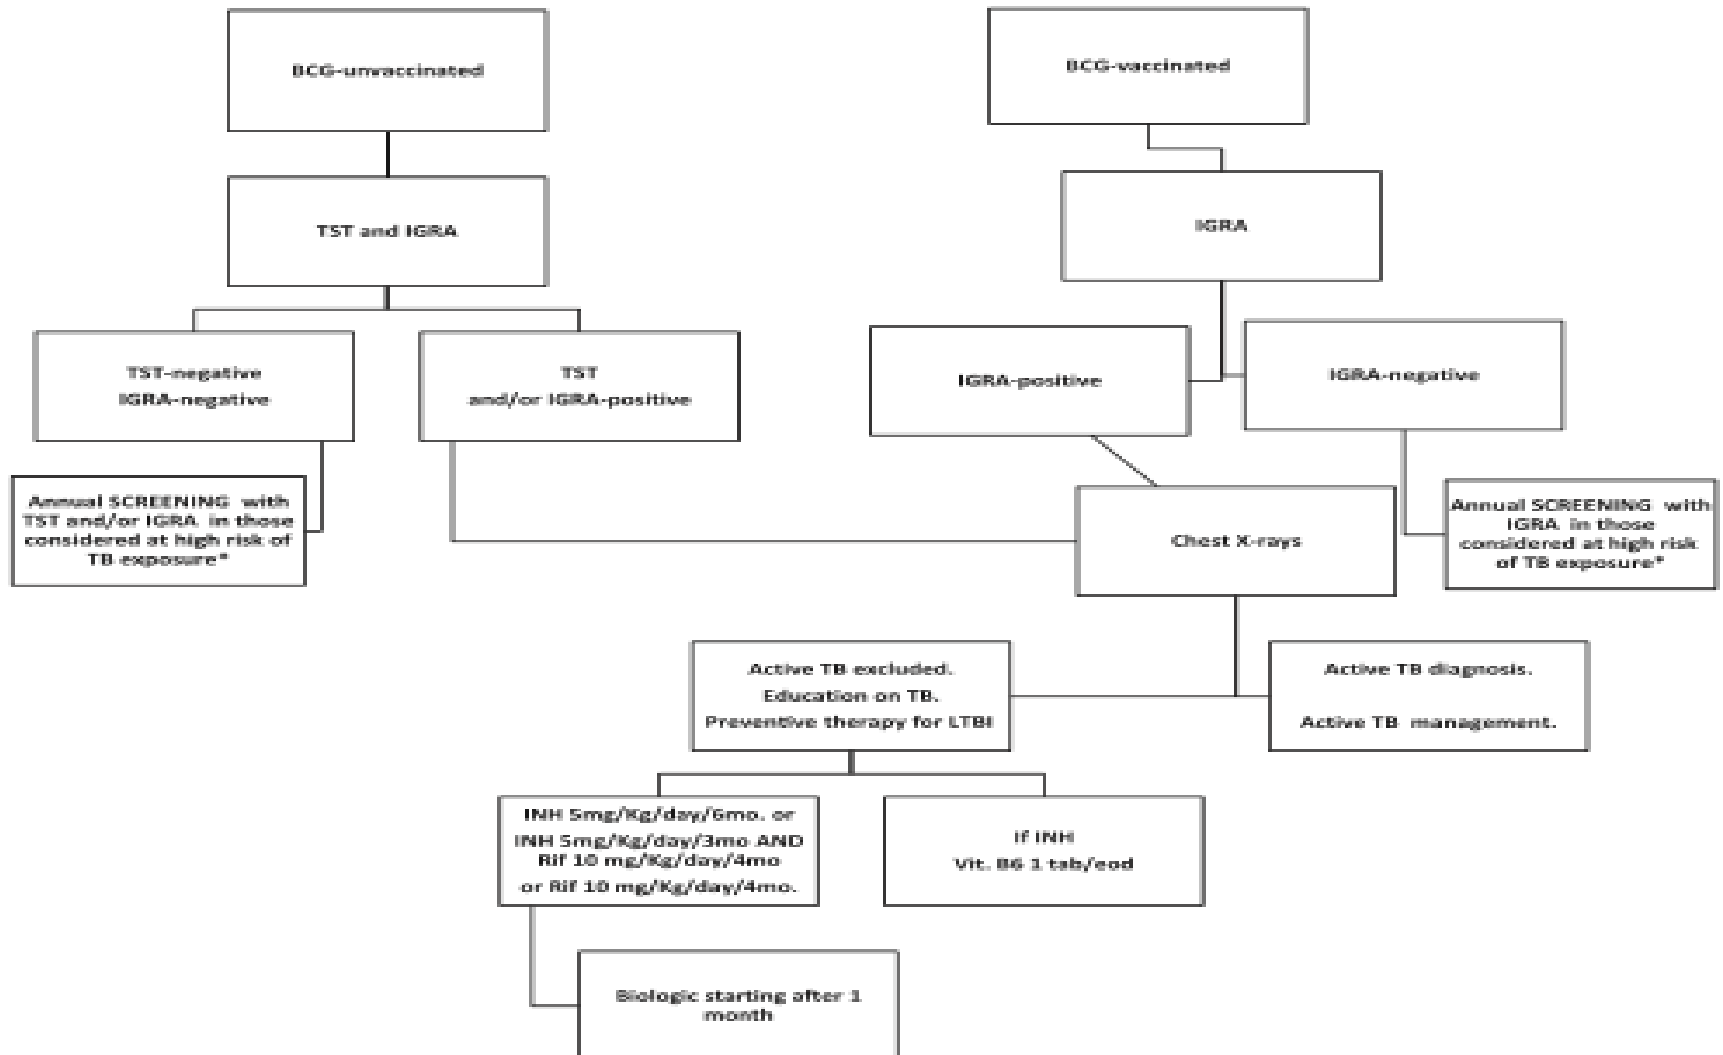 BCG-unvaccinated
BCG-vaccinated
TST and IGRA
IGRA
TST-negative
IGRA-negative
TST
and/or IGRA-positive
IGRA-positive
IGRA-negative
Annual SCREENING with
TST and/or IGRA in those
considered at high risk of
TB exposure*
Chest X-rays
Annual SCREENING with
IGRA in those
considered at high risk
of TB exposure*
Active TB excluded.
Education on TB.
Preventive therapy for LTBI
Active TB diagnosis.
Active TB management.
INH 5mg/Kg/day/6mo. or
INH 5mg/Kg/day/3mo AND
Rif 10 mg/Kg/day/4mo
or Rif 10 mg/Kg/day/4mo.
If INH
Vit. B6 1 tab/eod
Biologic starting after 1
month